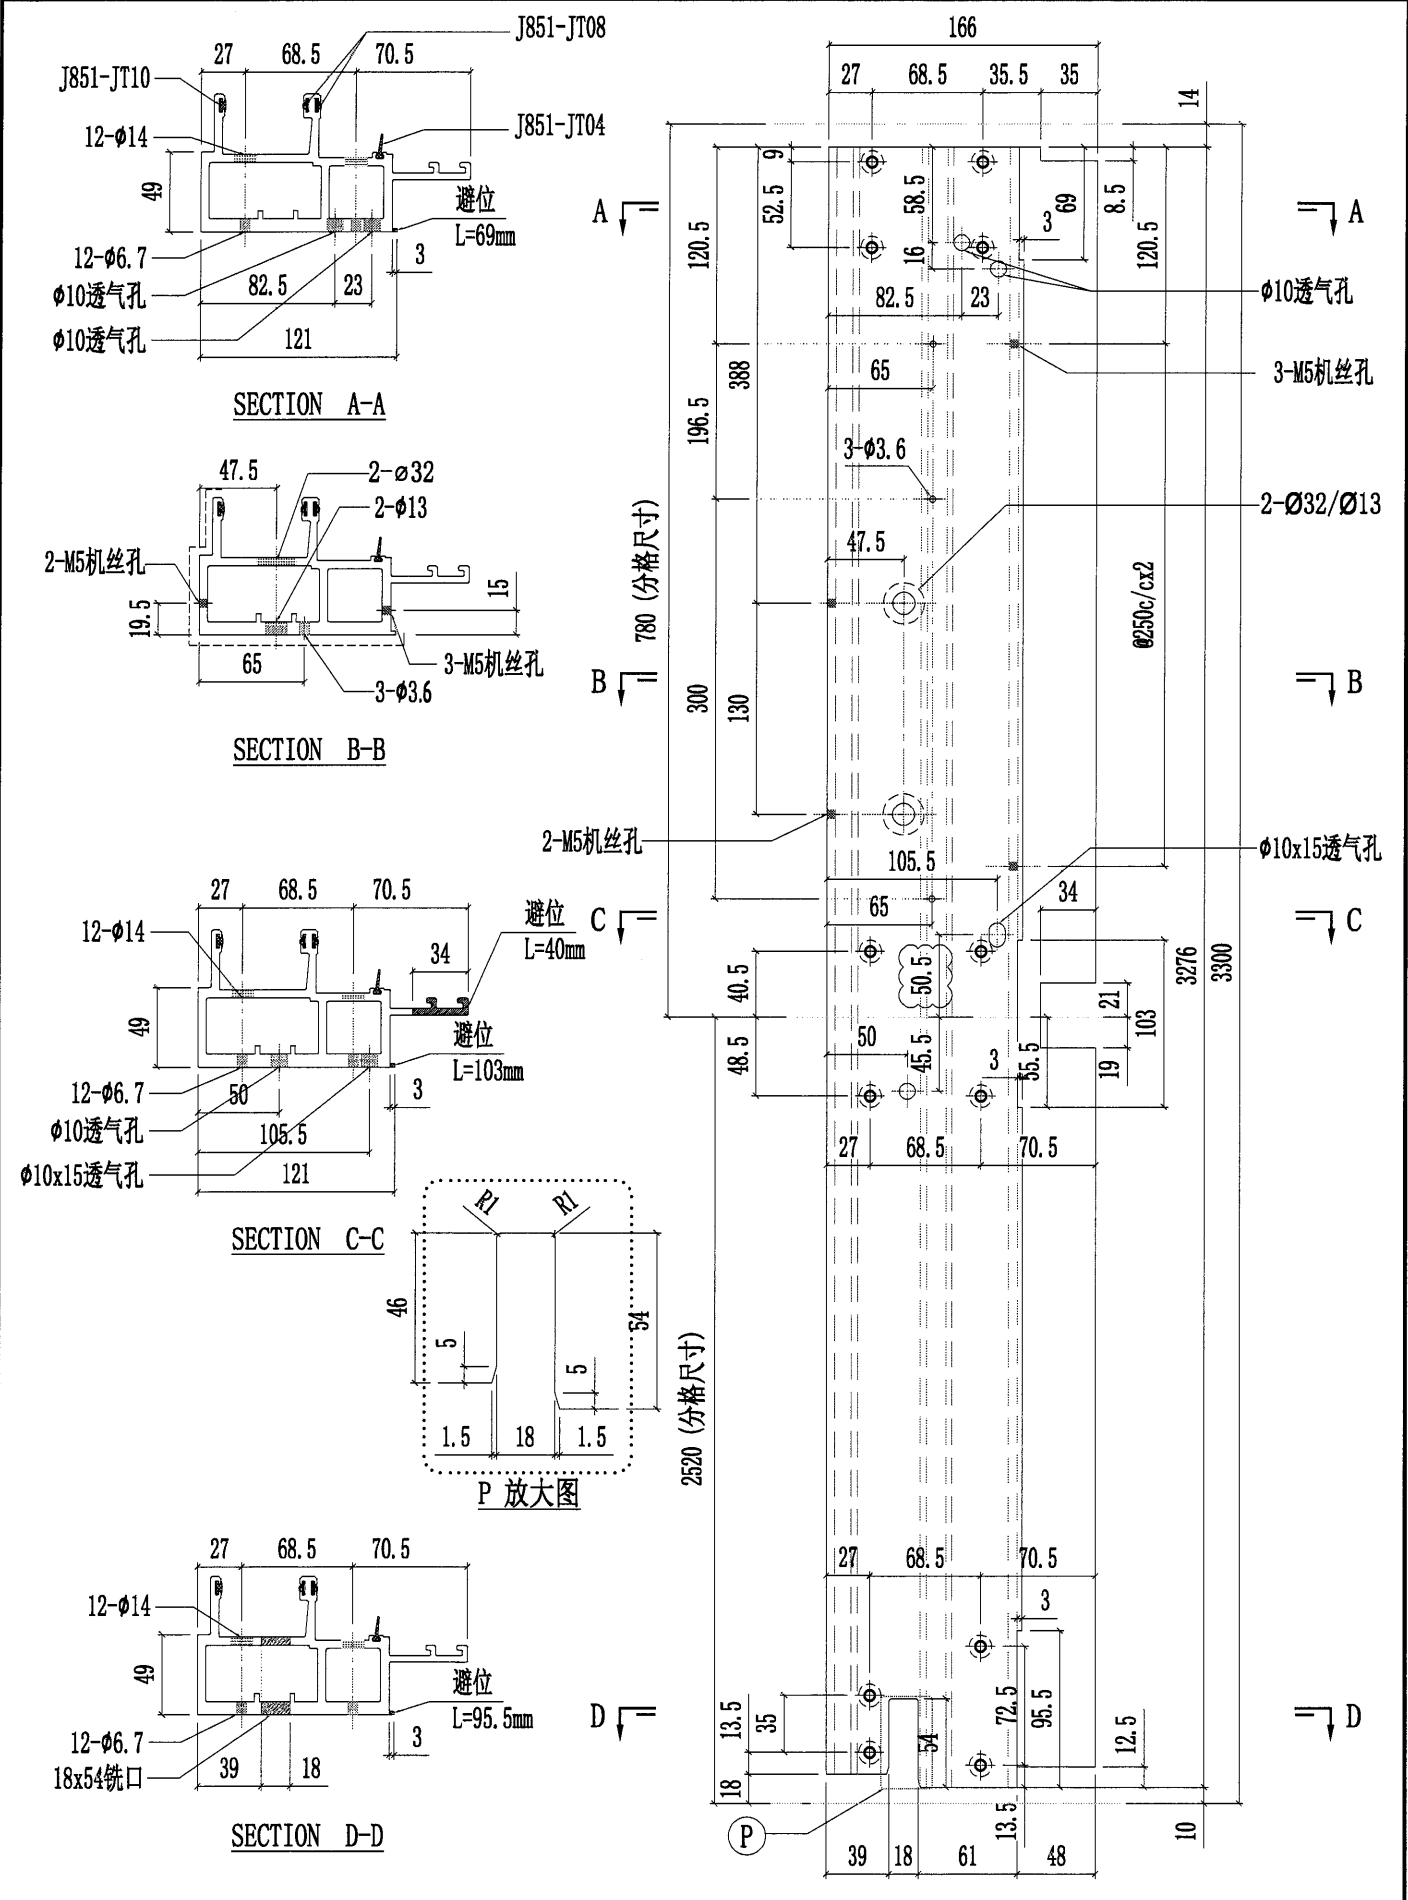 27
68.5
70.5
J851-JT08
J851-JT10
12-Φ14
J851-JT04
49
避位
L=69mm
12-Φ6.7
3
Φ10透气孔
82.5
23
Φ10透气孔
121
SECTION A-A
47.5
2-Ø32
2-Φ13
2-M5机丝孔
15
19.5
65
3-M5机丝孔
3-Φ3.6
SECTION B-B
27
68.5
70.5
12-Φ14
避位
L=40mm
34
49
避位
L=103mm
12-Φ6.7
50
3
Φ10透气孔
105.5
Φ10x15透气孔
121
SECTION C-C
R1
R1
46
54
5
5
1.5
18
1.5
P 放大图
27
68.5
70.5
12-Φ14
49
避位
L=95.5mm
12-Φ6.7
3
18x54铣口
39
18
SECTION D-D
166
27
68.5
35.5
35
14
9
52.5
58.5
69
8.5
A
A
3
120.5
16
120.5
82.5
23
Φ10透气孔
388
65
3-M5机丝孔
196.5
3-Φ3.6
2-Ø32/Ø13
780 (分格尺寸)
47.5
@250c/cx2
B
B
300
130
2-M5机丝孔
105.5
Φ10x15透气孔
65
34
C
C
3276
3300
40.5
50.5
21
103
50
48.5
45.5
3
55.5
19
27
68.5
70.5
2520 (分格尺寸)
27
68.5
70.5
3
D
D
13.5
35
72.5
95.5
54
12.5
18
P
13.5
10
39
18
61
48